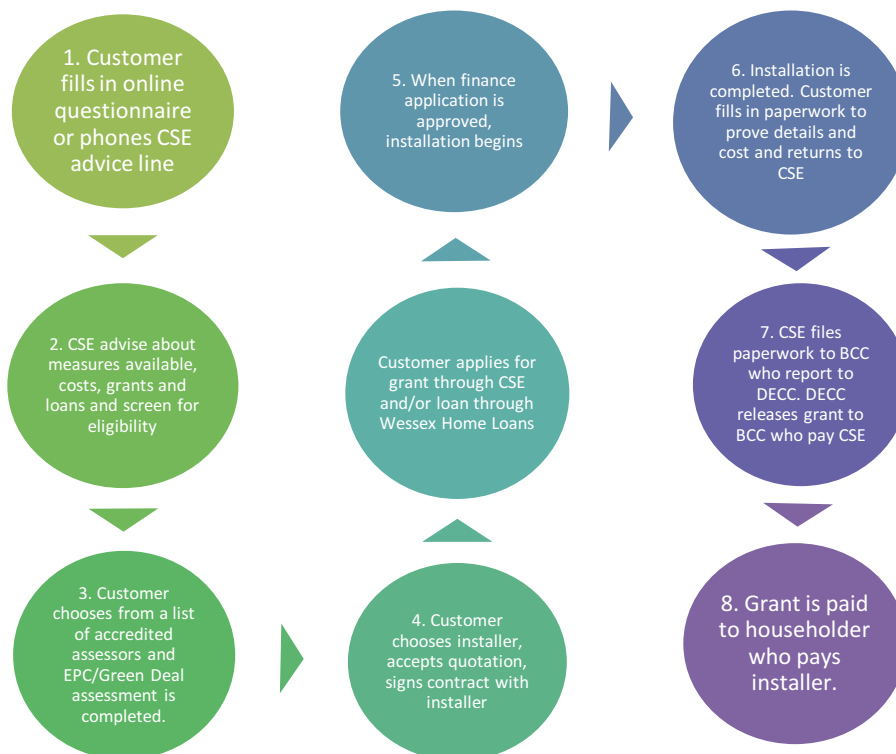 1. Customer
fills in online
questionnaire
or phones CSE
advice line
2. CSE advise about
measures available,
costs, grants and
loans and screen for
eligibility
3. Customer
chooses from a list
of accredited
assessors and
EPC/Green Deal
assessment is
completed.
4. Customer
chooses installer,
accepts quotation,
signs contract with
installer
Customer applies for
grant through CSE
and/or loan through
Wessex Home Loans
5. When finance
application is
approved,
installation begins
6. Installation is
completed. Customer
fills in paperwork to
prove details and
cost and returns to
CSE
7. CSE files
paperwork to BCC
who report to
DECC. DECC
releases grant to
BCC who pay CSE
8. Grant is paid
to householder
who pays
installer.